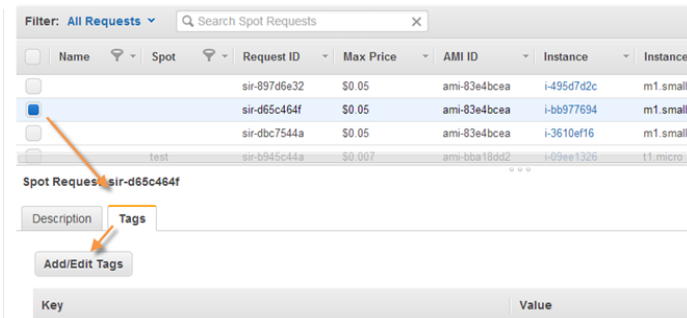 Filter: All Requests Search Spot Requests
Name Spot Request ID Max Price AMI ID Instance Instance
sir-897d6e32 $0.05 ami-83e4bcea i-495d7d2c m1.small
sir-d65c464f $0.05 ami-83e4bcea i-bb977694 m1.small
sir-dbc7544a $0.05 ami-83e4bcea i-3610ef16 m1.small
test sir-b945c44a $0.007 ami-bba18dd2 i-09ee1326 t1.micro
Spot Request: sir-d65c464f
Description Tags
Add/Edit Tags
Key Value